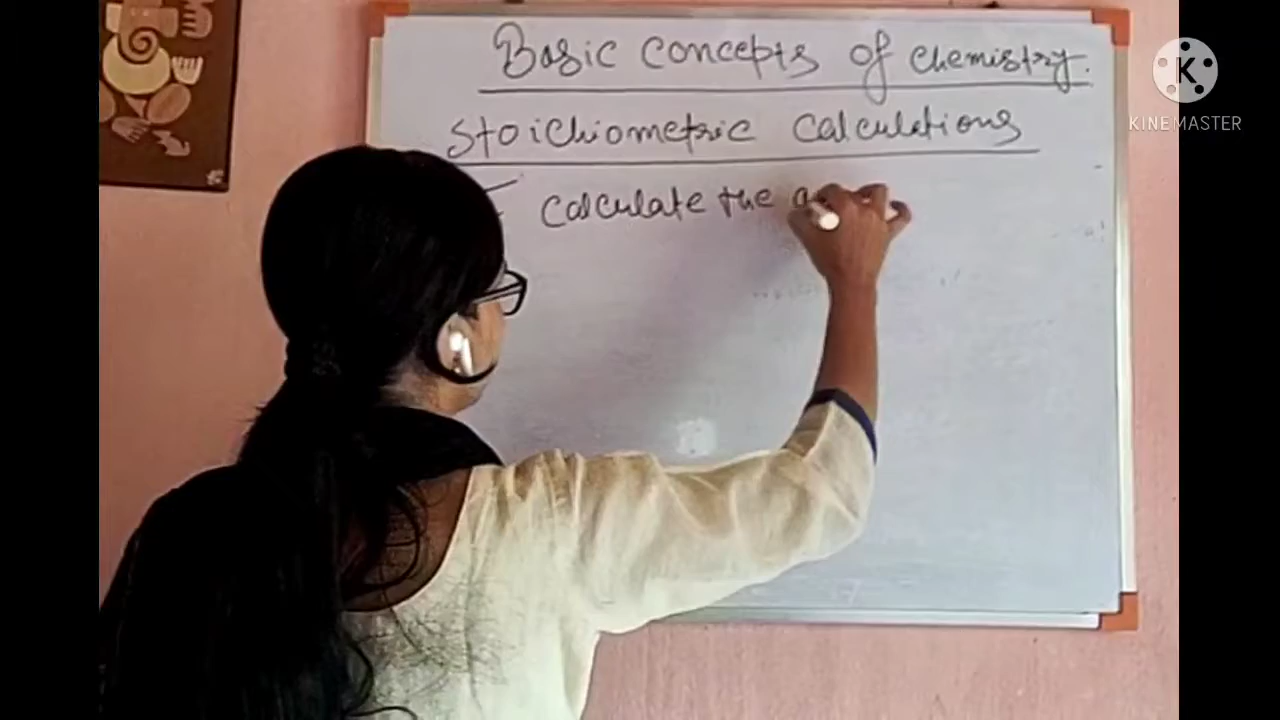 Basic concepts of chemistry.
Stoichiometric Calculations
Calculate the
K
KINEMASTER